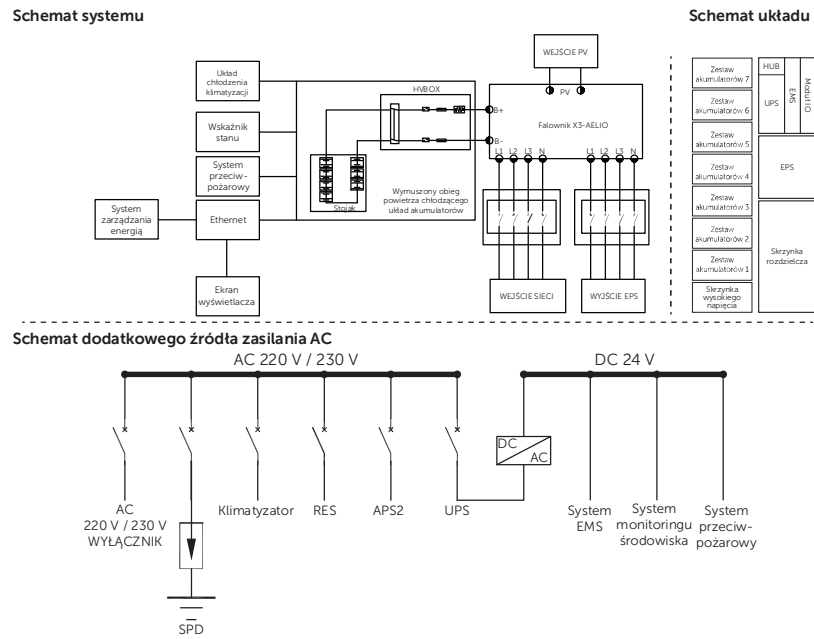 Schemat systemu
Układ
chłodzenia
klimatyzacji
Wskaźnik
stanu
System
przeciw-
pożarowy
System
zarządzania
energią
Ethernet
Ekran
wyświetlacza
HVBOX
Stojak
Wymuszony obieg
powietrza chłodzącego
układ akumulatorów
WEJŚCIE PV
PV
B+
B-
Falownik X3-AELIO
L1 L2 L3 N
L1 L2 L3 N
WEJŚCIE SIECI
WYJŚCIE EPS
Schemat układu
Zestaw
akumulatorów 7
Zestaw
akumulatorów 6
Zestaw
akumulatorów 5
Zestaw
akumulatorów 4
Zestaw
akumulatorów 3
Zestaw
akumulatorów 2
Zestaw
akumulatorów 1
Skrzynka
wysokiego
napięcia
HUB
UPS
EMS
Moduł IO
EPS
Skrzynka
rozdzielcza
Schemat dodatkowego źródła zasilania AC
AC 220 V / 230 V
DC 24 V
DC
AC
AC
220 V / 230 V
WYŁĄCZNIK
Klimatyzator
RES
APS2
UPS
System
EMS
System
monitoringu
środowiska
System
przeciw-
pożarowy
SPD